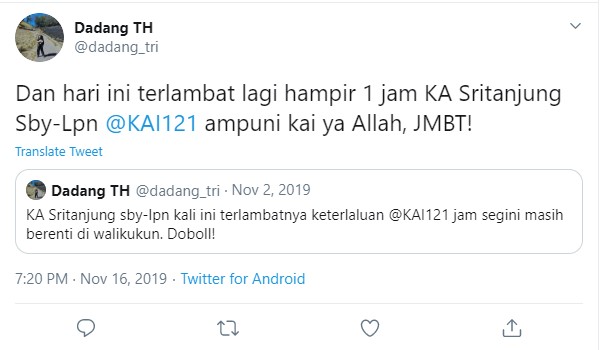 Dadang TH
@dadang_tri
Dan hari ini terlambat lagi hampir 1 jam KA Sritanjung
Sby-Lpn @KAI121 ampuni kai ya Allah, JMBT!
Translate Tweet
Dadang TH @dadang_tri · Nov 2, 2019
KA Sritanjung sby-lpn kali ini terlambatnya keterlaluan @KAI121 jam segini masih
berenti di walikukun. Doboll!
7:20 PM · Nov 16, 2019 · Twitter for Android